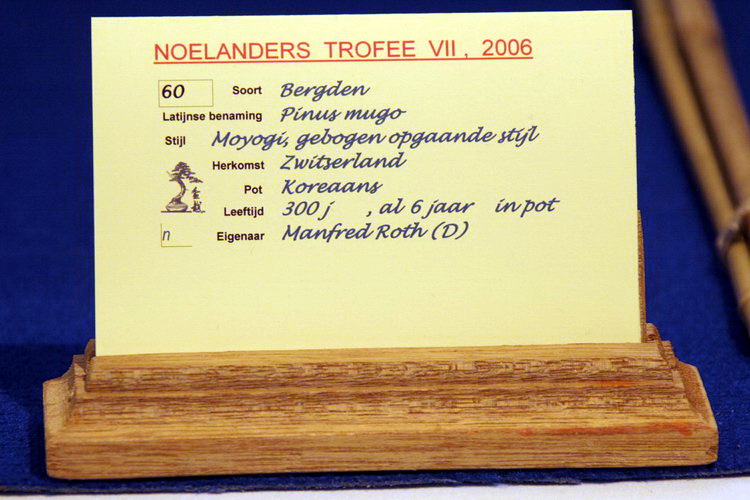 NOELANDERS TROFEE VII , 2006
60 Soort Bergden
Latijnse benaming Pinus mugo
Stijl Moyogi, gebogen opgaande stijl
Herkomst Zwitserland
Pot Koreaans
Leeftijd 300 j , al 6 jaar in pot
n Eigenaar Manfred Roth (D)